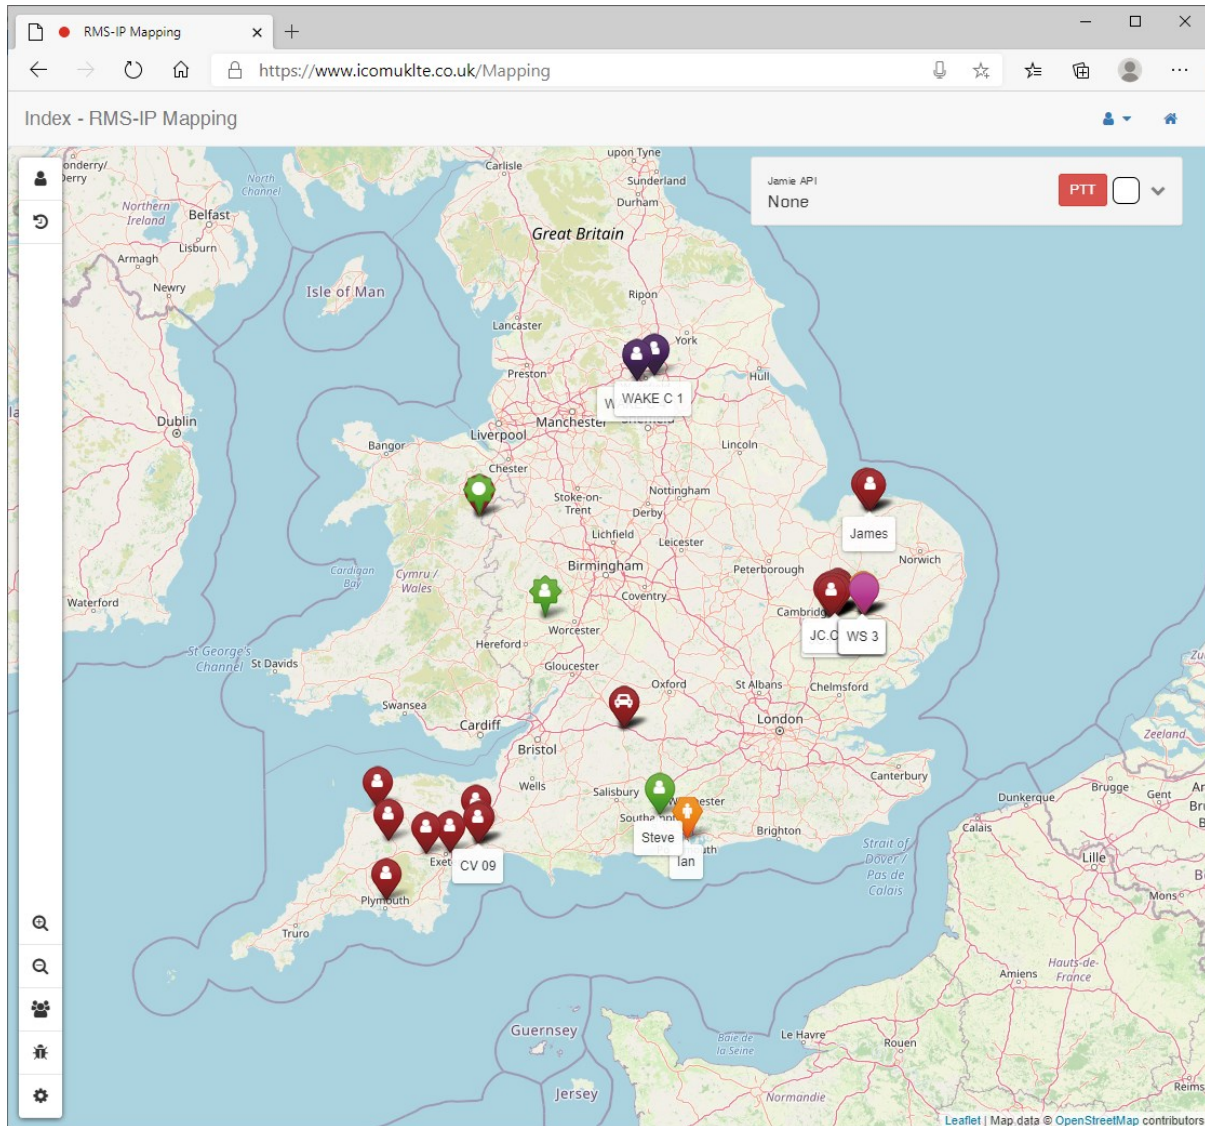 RMS-IP Mapping
https://www.icomuklte.co.uk/Mapping
Index - RMS-IP Mapping
Jamie API
None
PTT
Carlisle
upon Tyne
Sunderland
Durham
North Channel
Northern Ireland
Belfast
Lisburn
Armagh
Newry
Great Britain
Isle of Man
Ripon
Lancaster
York
Preston
Hull
WAKE C 1
Manchester
Liverpool
Dublin
Bangor
Lincoln
Chester
Stoke-on-Trent
Nottingham
Derby
James
Lichfield
Leicester
Norwich
Birmingham
Peterborough
Cardigan Bay
Cymru / Wales
Coventry
Waterford
Worcester
JC.C
WS 3
Hereford
St George's Channel
St Davids
Gloucester
Oxford
St Albans
Chelmsford
Swansea
Cardiff
London
Bristol
Zeeland
Wells
Salisbury
Canterbury
Dunkerque
Brugge
Gent
Steve
Brighton
Calais
Ian
Strait of Dover / Pas de Calais
Lille
CV 09
Plymouth
Mons
Truro
Amiens
Hauts-de-France
Guernsey
Baie de la Seine
Le Havre
Rouen
Jersey
Normandie
Reims
Leaflet | Map data © OpenStreetMap contributors